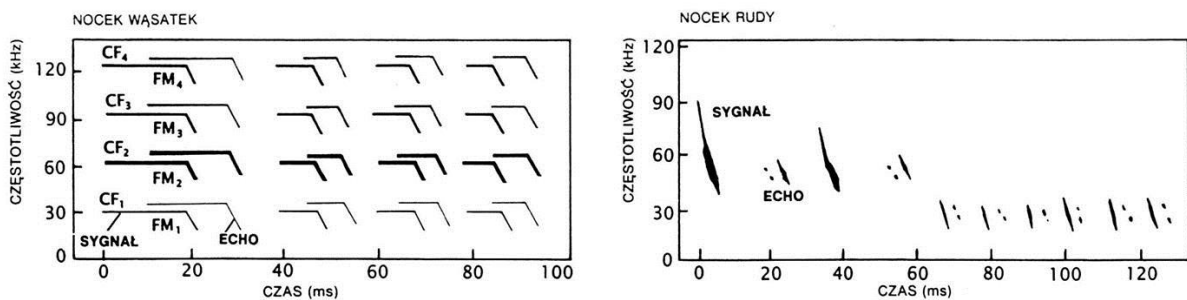 NOCEK WĄSATEK
CZĘSTOTLIWOŚĆ (kHz)
120
90
60
30
0
CF4
FM4
CF3
FM3
CF2
FM2
CF1
FM1
SYGNAŁ
ECHO
0 20 40 60 80 100
CZAS (ms)
NOCEK RUDY
CZĘSTOTLIWOŚĆ (kHz)
120
90
60
30
0
SYGNAŁ
ECHO
0 20 40 60 80 100 120
CZAS (ms)